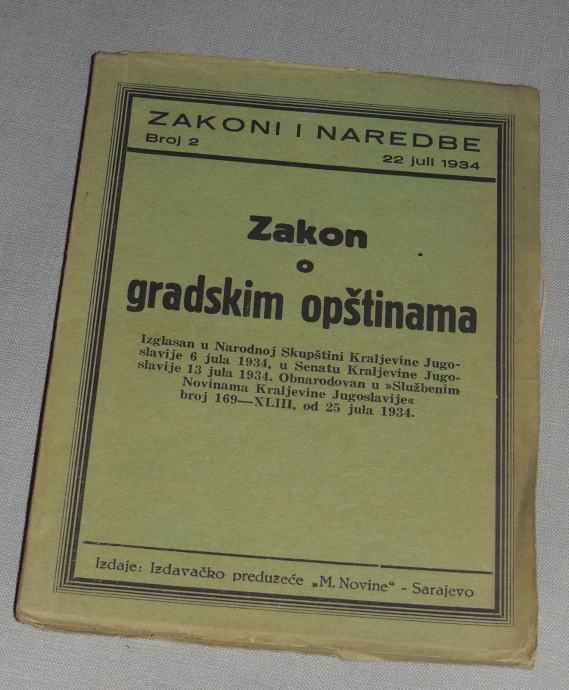 ZAKONI I NAREDBE
Broj 2
22 juli 1934
Zakon
o
gradskim opštinama
Izglasan u Narodnoj Skupštini Kraljevine Jugo-
slavije 6 jula 1934, u Senatu Kraljevine Jugo-
slavije 13 jula 1934. Obnarodovan u »Službenim
Novinama Kraljevine Jugoslavije«
broj 169—XLIII, od 25 jula 1934.
Izdaje: Izdavačko preduzeće „M. Novine“ - Sarajevo